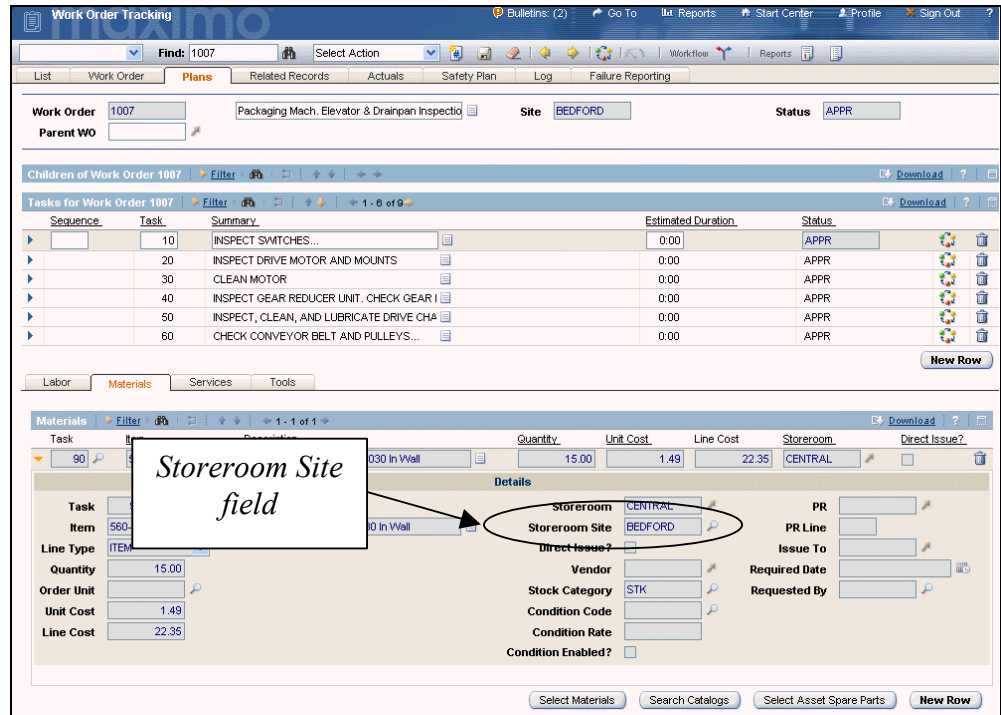 Work Order Tracking
maximo
Bulletins: (2) Go To Reports Start Center Profile Sign Out ?
Find: 1007 Select Action Workflow Reports
List Work Order Plans Related Records Actuals Safety Plan Log Failure Reporting
Work Order 1007 Packaging Mach. Elevator & Drainpan Inspectio Site BEDFORD Status APPR
Parent WO
Children of Work Order 1007 Filter Download ?
Tasks for Work Order 1007 Filter 1 - 6 of 9 Download ?
Sequence Task Summary Estimated Duration Status
10 INSPECT SWITCHES... 0:00 APPR
20 INSPECT DRIVE MOTOR AND MOUNTS 0:00 APPR
30 CLEAN MOTOR 0:00 APPR
40 INSPECT GEAR REDUCER UNIT. CHECK GEAR 0:00 APPR
50 INSPECT, CLEAN, AND LUBRICATE DRIVE CHA 0:00 APPR
60 CHECK CONVEYOR BELT AND PULLEYS... 0:00 APPR
New Row
Labor Materials Services Tools
Materials Filter 1 - 1 of 1 Download ?
Task Quantity Unit Cost Line Cost Storeroom Direct Issue?
90 030 In Wall 15.00 1.49 22.35 CENTRAL
Storeroom Site
field
Details
Task Storeroom CENTRAL PR
Item 560- 30 In Wall Storeroom Site BEDFORD PR Line
Line Type ITEM Direct Issue? Issue To
Quantity 15.00 Vendor Required Date
Order Unit Stock Category STK Requested By
Unit Cost 1.49 Condition Code
Line Cost 22.35 Condition Rate
Condition Enabled?
Select Materials Search Catalogs Select Asset Spare Parts New Row